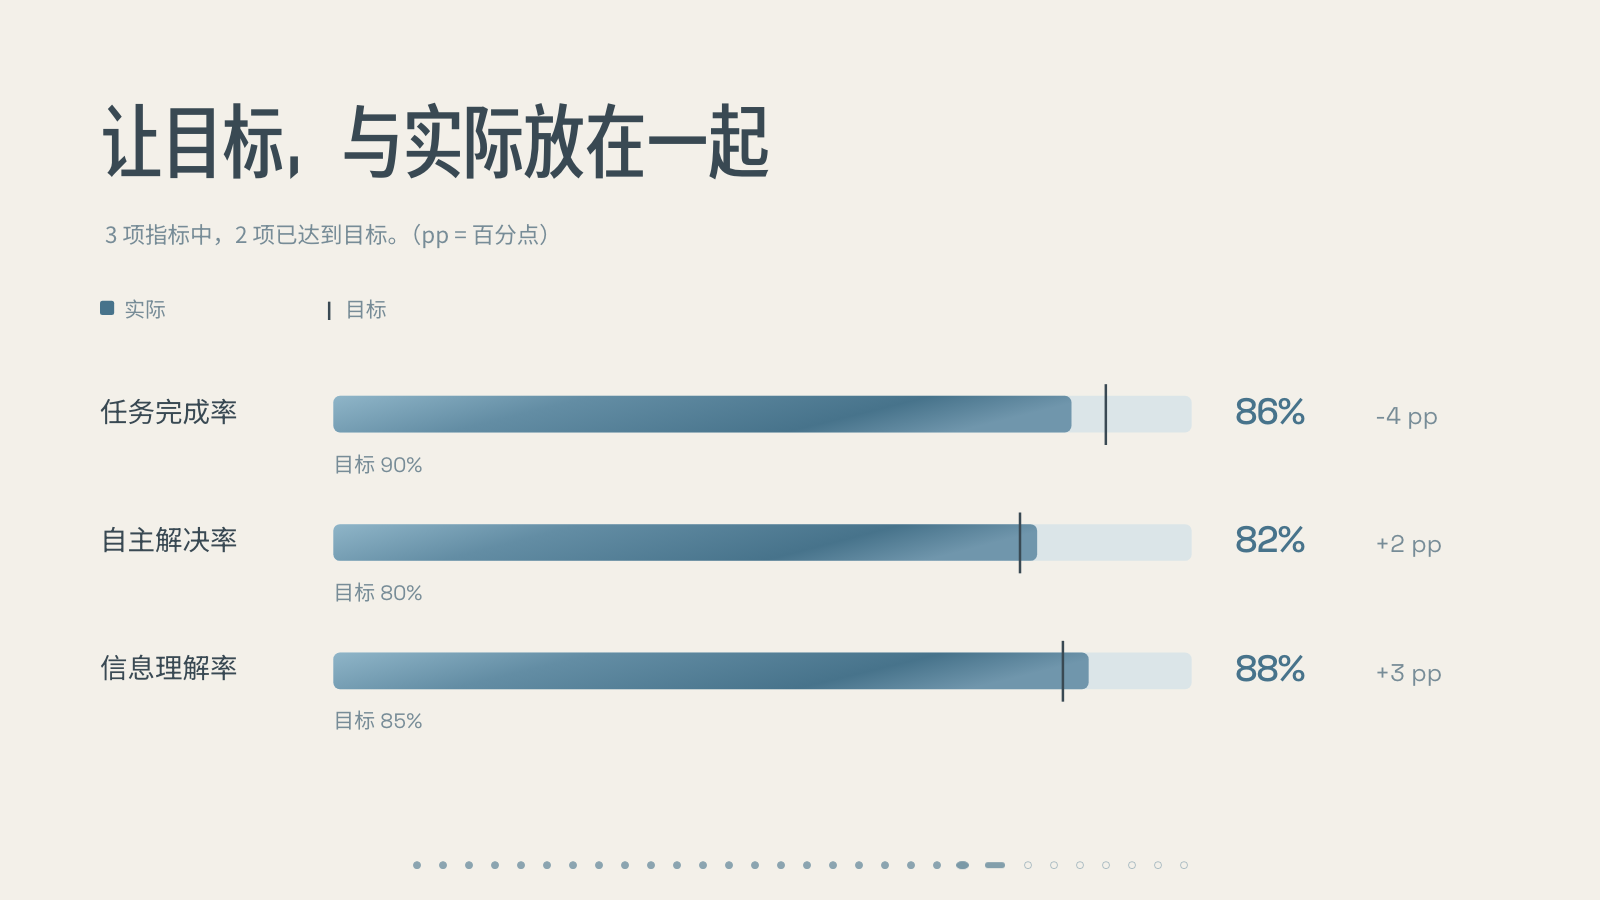 让目标，与实际放在一起
3 项指标中，2 项已达到目标。（pp = 百分点）
实际
目标
任务完成率
86%
-4 pp
目标 90%
自主解决率
82%
+2 pp
目标 80%
信息理解率
88%
+3 pp
目标 85%